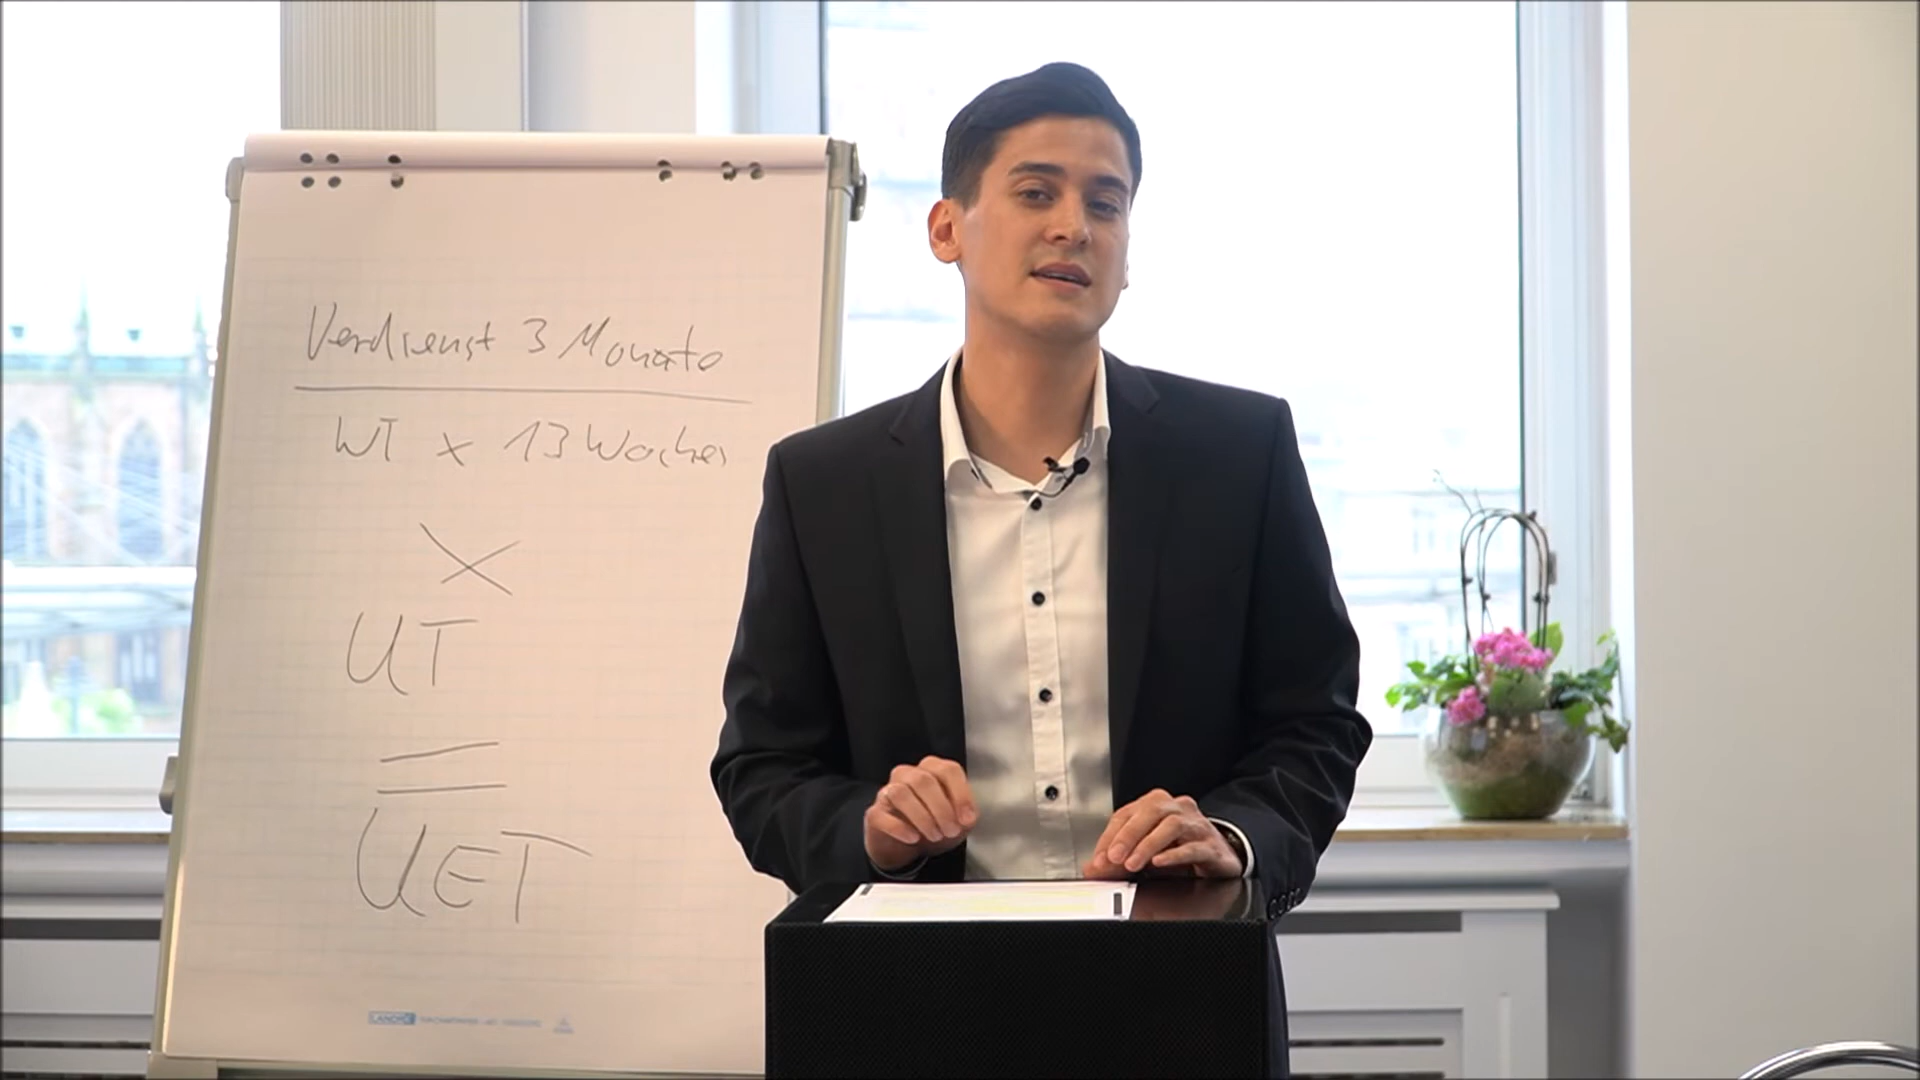 Verdienst 3 Monate
WT x 13 Wochen
X
UT
=
UET